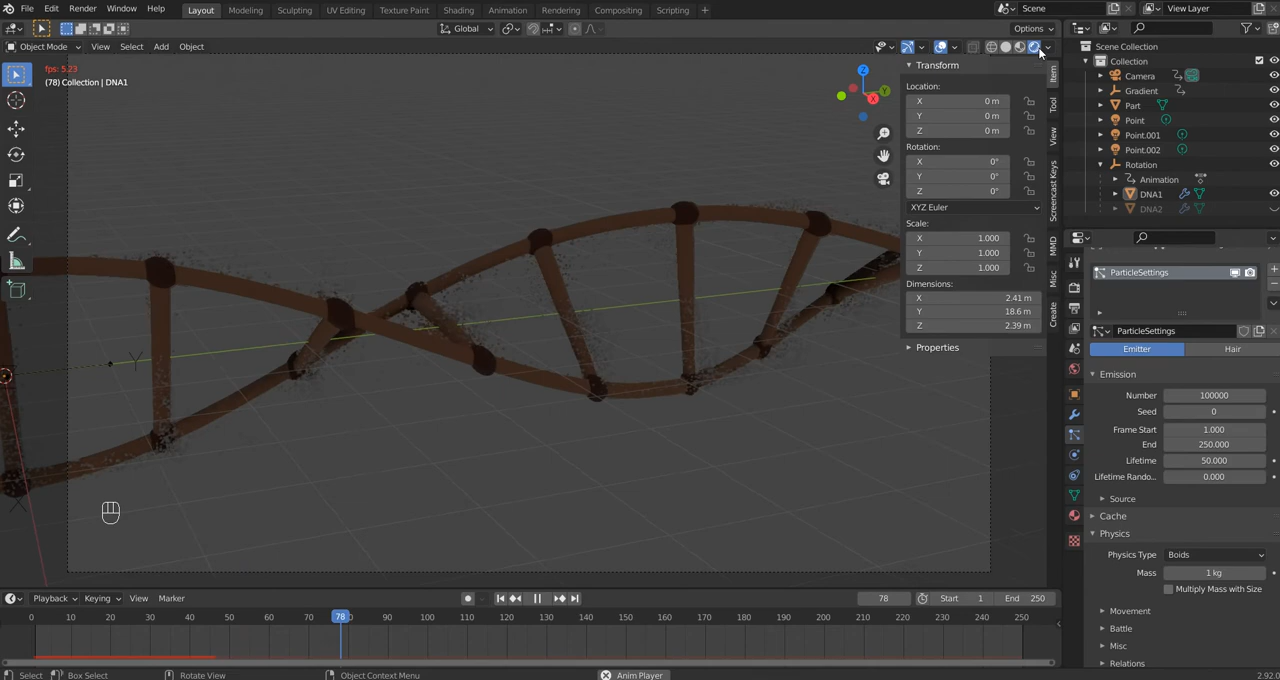 File Edit Render Window Help Layout Modeling Sculpting UV Editing Texture Paint Shading Animation Rendering Compositing Scripting Scene View Layer
Global Options
Object Mode View Select Add Object
Scene Collection
fps: 5.23
(78) Collection | DNA1
Collection
Camera
Gradient
Part
Point
Point.001
Point.002
Rotation
Animation
DNA1
DNA2
Z
Y
X
Transform
Location:
X 0 m
Y 0 m
Z 0 m
Rotation:
X 0°
Y 0°
Z 0°
XYZ Euler
Scale:
X 1.000
Y 1.000
Z 1.000
Dimensions:
X 2.41 m
Y 18.6 m
Z 2.39 m
Properties
Item
Tool
View
Screencast Keys
MMD
Misc
Create
Y
X
ParticleSettings
ParticleSettings
Emitter Hair
Emission
Number 100000
Seed 0
Frame Start 1.000
End 250.000
Lifetime 50.000
Lifetime Rando.. 0.000
Source
Cache
Physics
Physics Type Boids
Mass 1 kg
Multiply Mass with Size
Movement
Battle
Misc
Relations
Playback Keying View Marker 78 Start 1 End 250
0 10 20 30 40 50 60 70 78 90 100 110 120 130 140 150 160 170 180 190 200 210 220 230 240 250
Select Box Select Rotate View Object Context Menu Anim Player 2.92.0